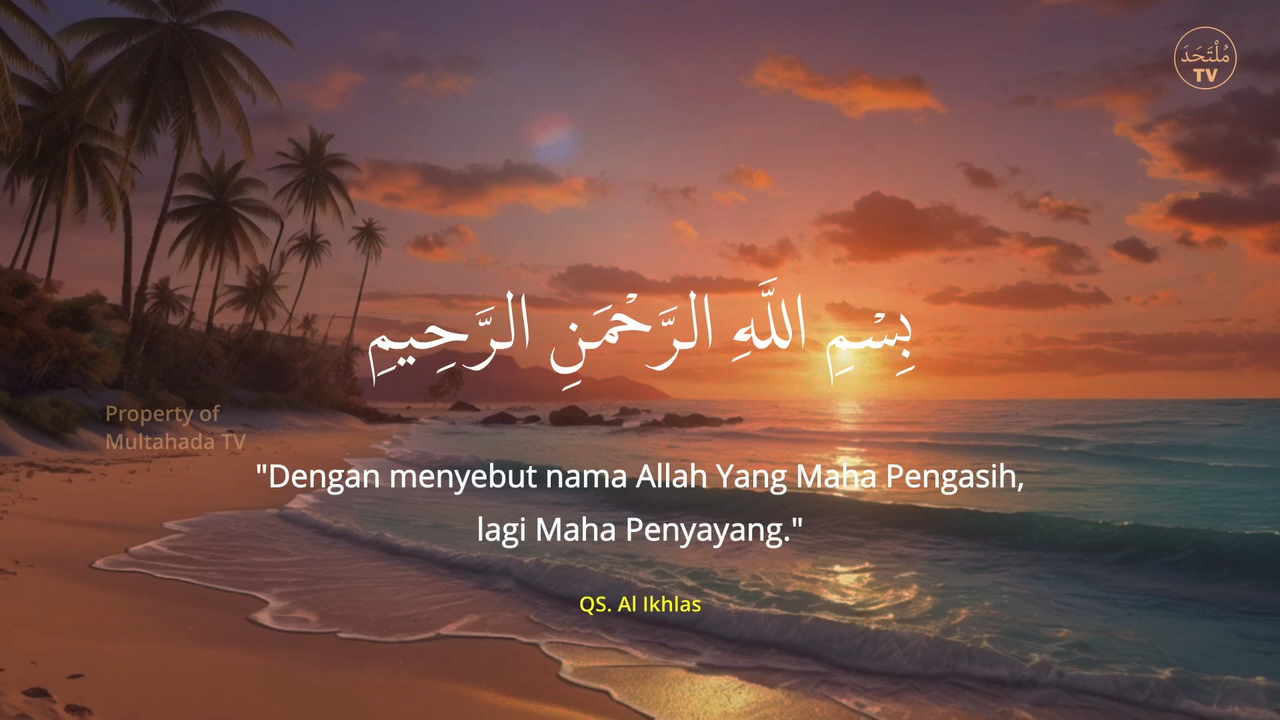 مُلْتَحَدَ
TV
بِسْمِ اللَّهِ الرَّحْمَنِ الرَّحِيمِ
Property of
Multahada TV
"Dengan menyebut nama Allah Yang Maha Pengasih,
lagi Maha Penyayang."
QS. Al Ikhlas